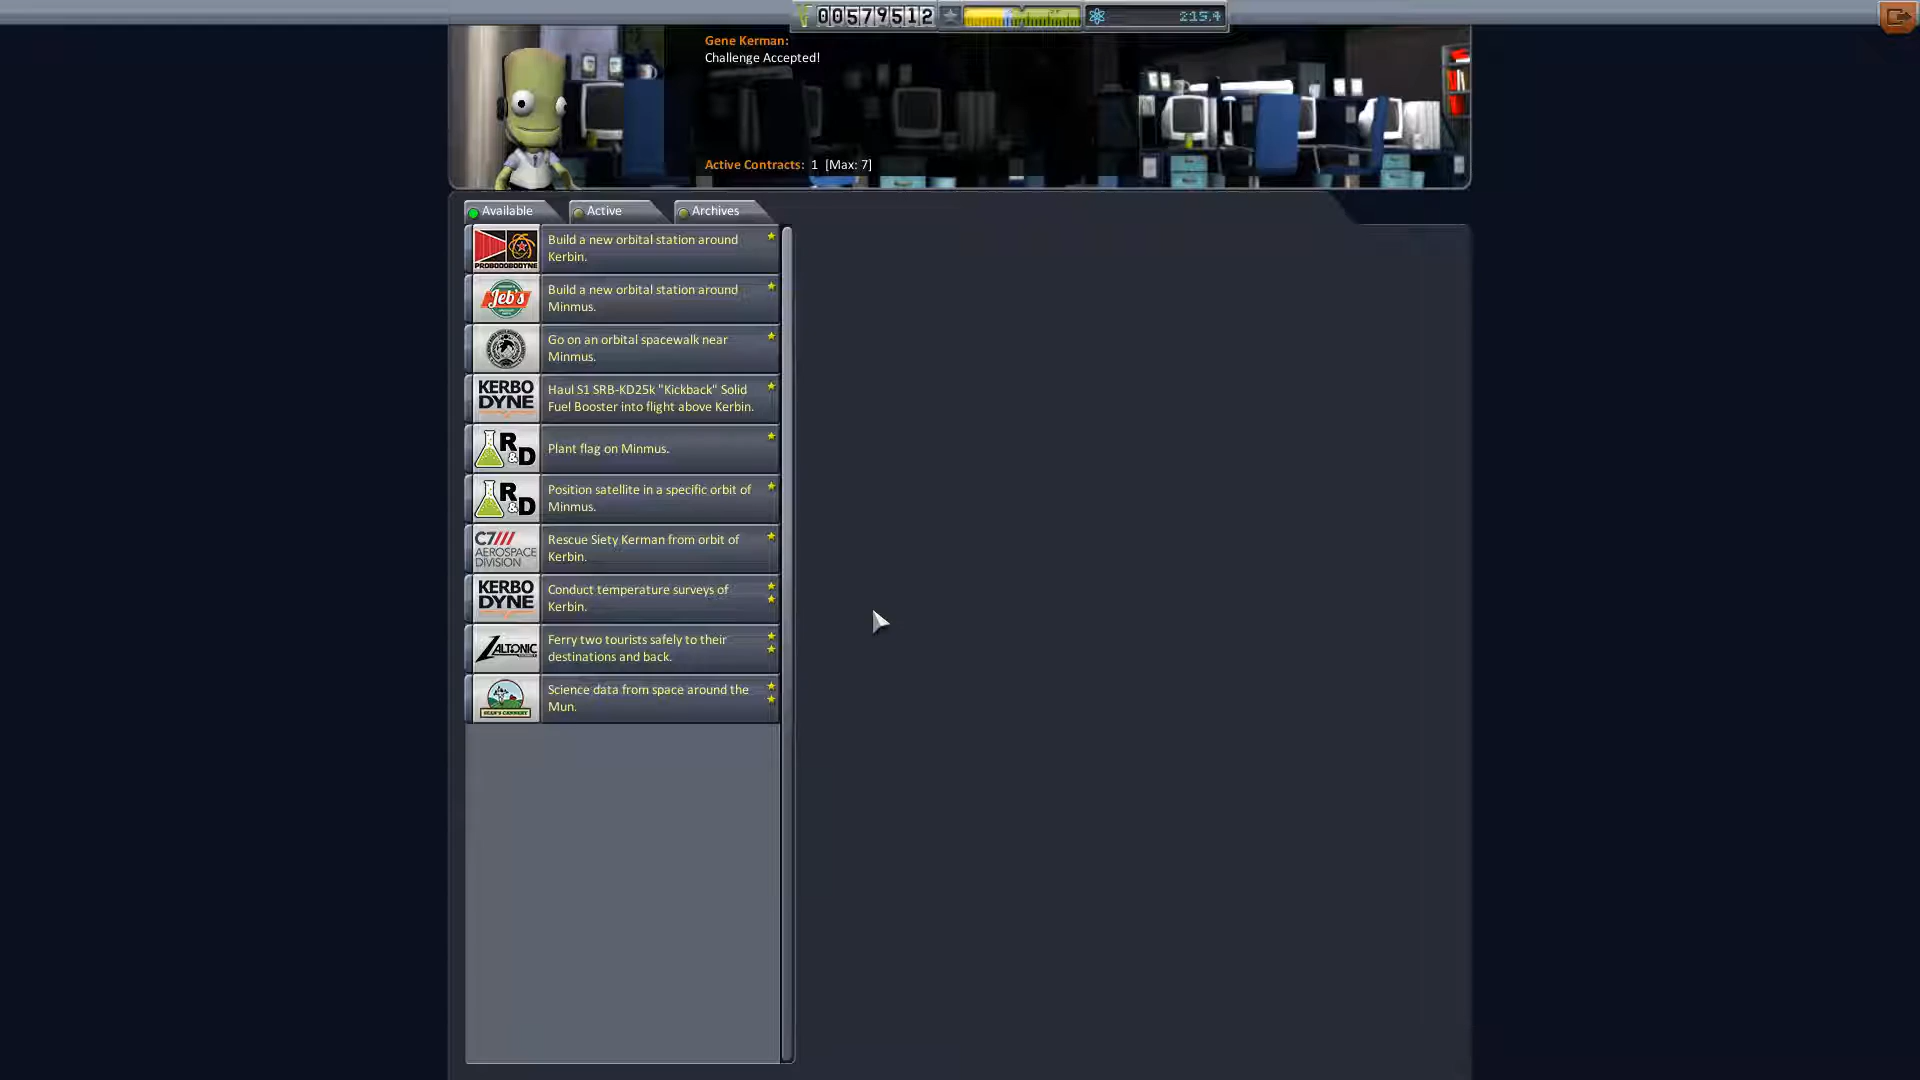 00579512
215.4
Gene Kerman:
Challenge Accepted!
Active Contracts: 1 [Max: 7]
Available
Active
Archives
PROBODOBODYNE
Build a new orbital station around
Kerbin.
Jeb's
Build a new orbital station around
Minmus.
Go on an orbital spacewalk near
Minmus.
KERBO
DYNE
Haul S1 SRB-KD25k "Kickback" Solid
Fuel Booster into flight above Kerbin.
R&D
Plant flag on Minmus.
R&D
Position satellite in a specific orbit of
Minmus.
C7///
AEROSPACE
DIVISION
Rescue Siety Kerman from orbit of
Kerbin.
KERBO
DYNE
Conduct temperature surveys of
Kerbin.
ZALTONIC
Ferry two tourists safely to their
destinations and back.
Science data from space around the
Mun.